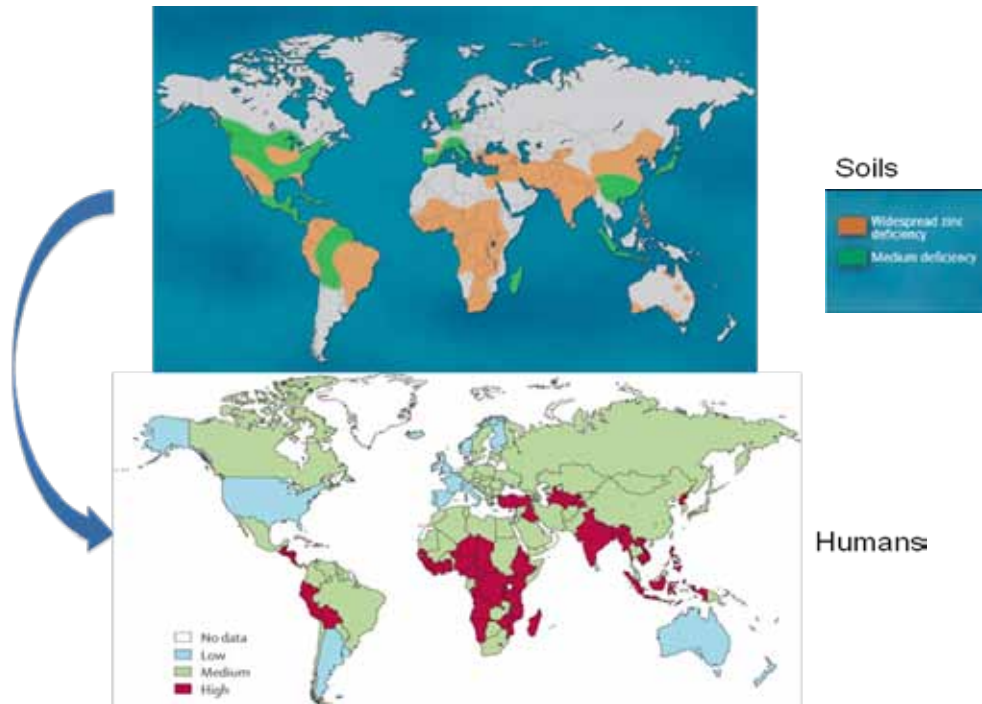 Soils
Widespread zinc
deficiency
Medium deficiency
Humans
No data
Low
Medium
High